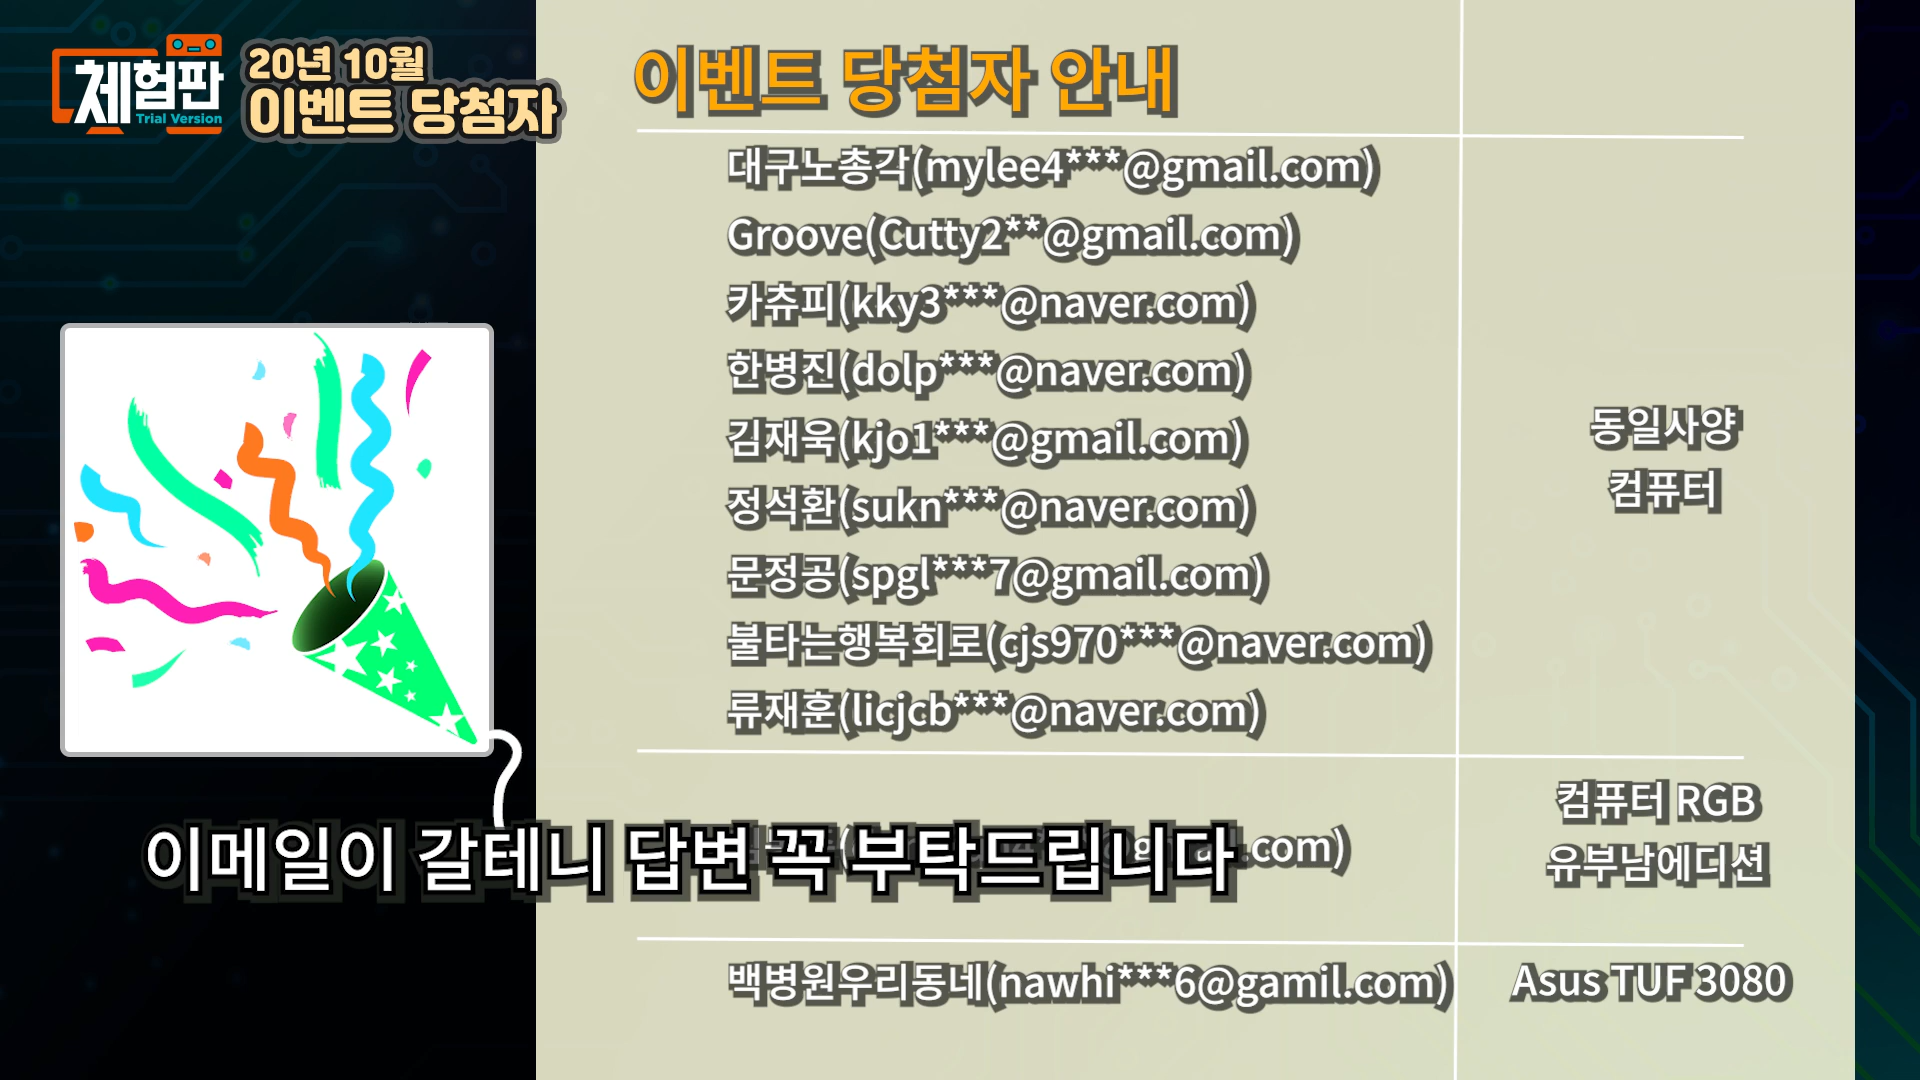 체험판
Trial Version
20년 10월
이벤트 당첨자
이벤트 당첨자 안내
대구노총각(mylee4***@gmail.com)
Groove(Cutty2**@gmail.com)
카츄피(kky3***@naver.com)
한병진(dolp***@naver.com)
김재욱(kjo1***@gmail.com)
정석환(sukn***@naver.com)
문정공(spgl***7@gmail.com)
불타는행복회로(cjs970***@naver.com)
류재훈(licjcb***@naver.com)
동일사양
컴퓨터
.com)
컴퓨터 RGB
유부남에디션
이메일이 갈테니 답변 꼭 부탁드립니다
백병원우리동네(nawhi***6@gamil.com)
Asus TUF 3080